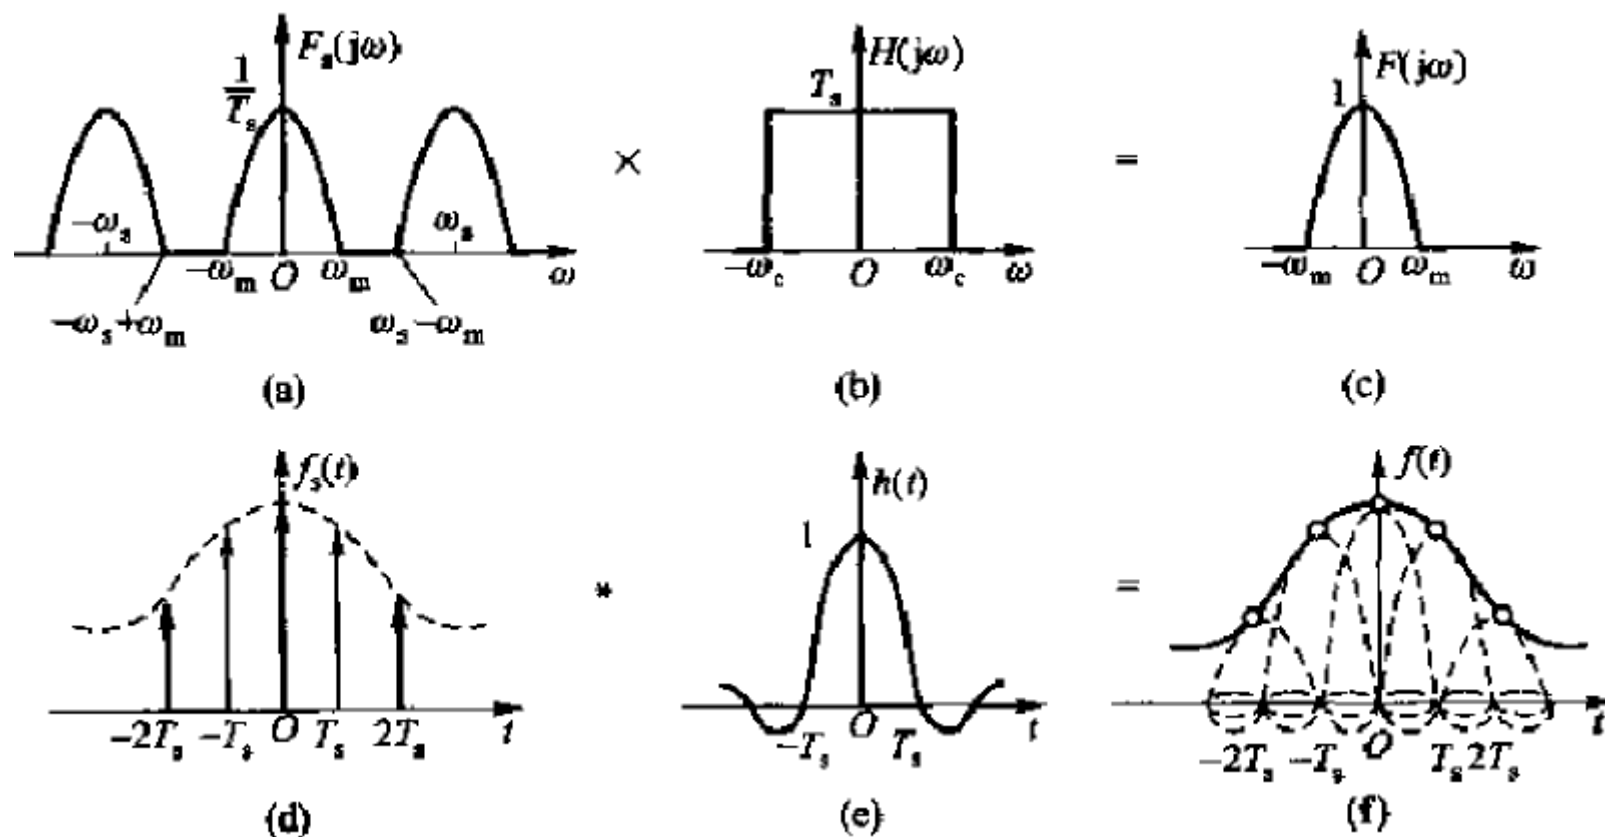 F_s(jω)
1/T_s
-ω_s
ω_s
-ω_m O ω_m ω
-ω_s+ω_m ω_s-ω_m
(a)
×
H(jω)
T_s
-ω_c O ω_c ω
(b)
=
F(jω)
1
-ω_m O ω_m ω
(c)
f_s(t)
-2T_s -T_s O T_s 2T_s t
(d)
*
h(t)
1
-T_s O T_s t
(e)
=
f(t)
-2T_s -T_s O T_s 2T_s t
(f)